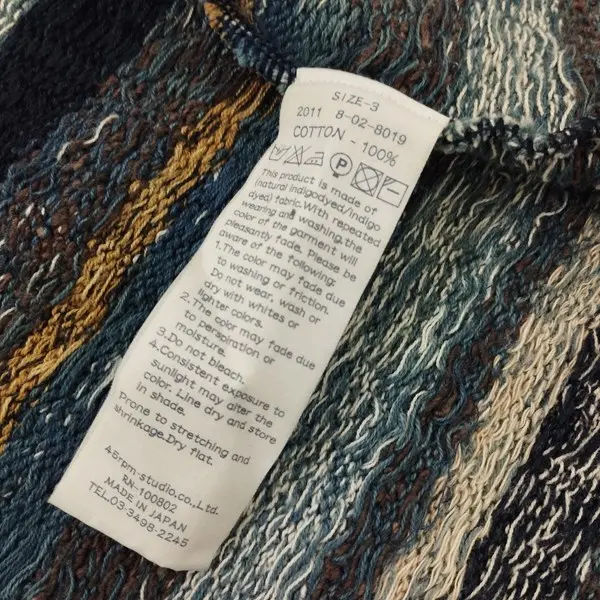 SIZE-3
2011 8-02-8019
COTTON - 100%
P
This product is made of
(natural indigodyed/indigo
dyed) fabric. With repeated
wearing and washing,the
color of the garment will
pleasantly fade. Please be
aware of the following:
1.The color may fade due
to washing or friction.
Do not wear, wash or
dry with whites or
lighter colors.
2.The color may fade due
to perspiration or
moisture.
3.Do not bleach.
4.Consistent exposure to
sunlight may alter the
color. Line dry and store
in shade.
Prone to stretching and
shrinkage.Dry flat.
45rpm-studio.co.,Ltd.
RN-100802
MADE IN JAPAN
TEL.03-3498-2245